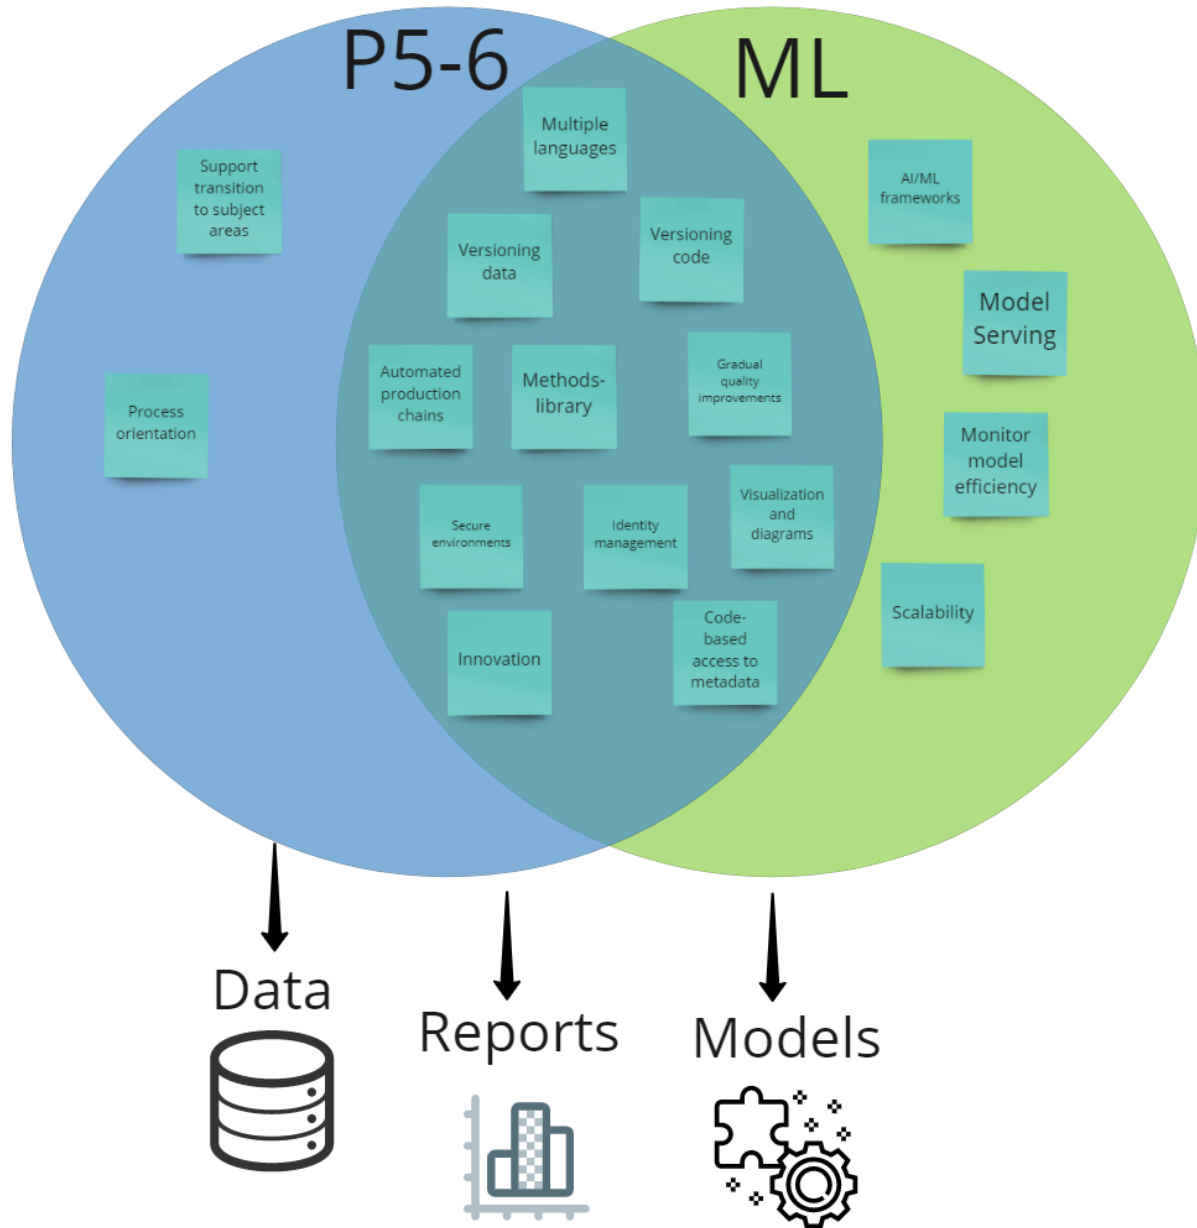 P5-6
ML
Multiple
languages
Support
transition
to subject
areas
AI/ML
frameworks
Versioning
data
Versioning
code
Model
Serving
Automated
production
chains
Methods-
library
Gradual
quality
improvements
Process
orientation
Monitor
model
efficiency
Secure
environments
Identity
management
Visualization
and
diagrams
Innovation
Code-
based
access to
metadata
Scalability
Data
Reports
Models